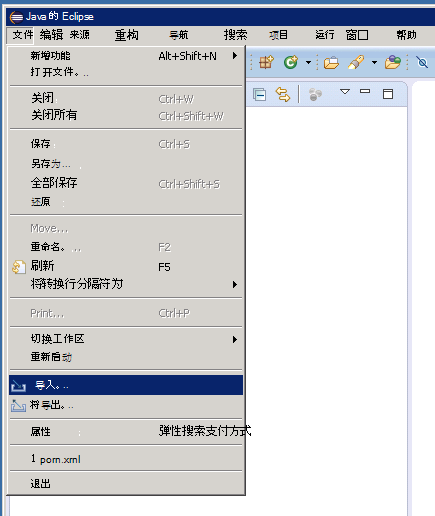 Java的 Eclipse
文件 编辑 来源 重构 导航 搜索 项目 运行 窗口 帮助
新增功能 Alt+Shift+N
打开文件。..
关闭 Ctrl+W
关闭所有 Ctrl+Shift+W
保存 Ctrl+S
另存为...
全部保存 Ctrl+Shift+S
还原
Move...
重命名。... F2
刷新 F5
将转换行分隔符为
Print... Ctrl+P
切换工作区
重新启动
导入。..
将导出。..
属性 弹性搜索支付方式
1 pom.xml
退出